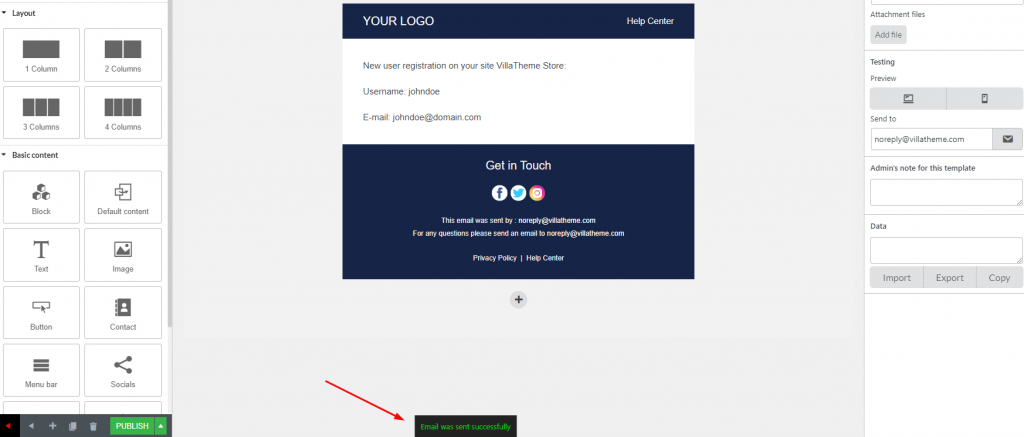 Layout
1 Column
2 Columns
3 Columns
4 Columns
Basic content
Block
Default content
Text
Image
Button
Contact
Menu bar
Socials
PUBLISH
YOUR LOGO
Help Center
New user registration on your site VillaTheme Store:
Username: johndoe
E-mail: johndoe@domain.com
Get in Touch
This email was sent by : noreply@villatheme.com
For any questions please send an email to noreply@villatheme.com
Privacy Policy | Help Center
Email was sent successfully
Attachment files
Add file
Testing
Preview
Send to
noreply@villatheme.com
Admin's note for this template
Data
Import
Export
Copy